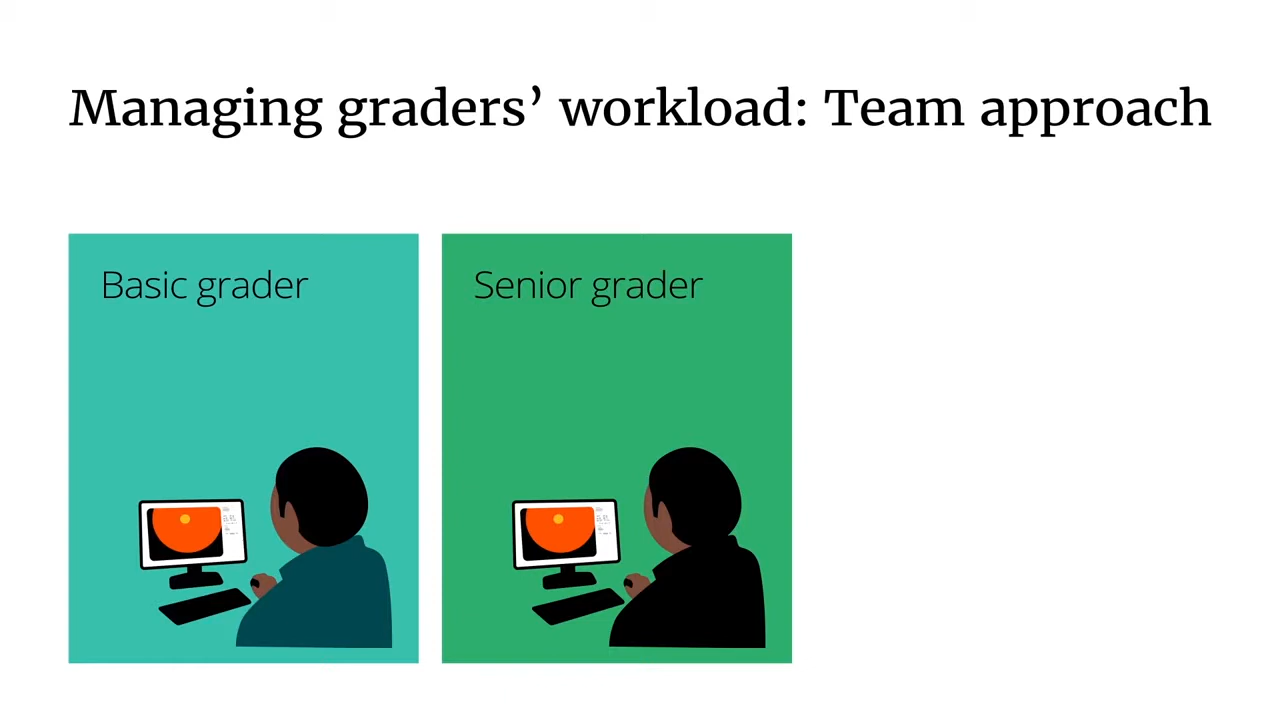 Managing graders’ workload: Team approach
Basic grader
Senior grader